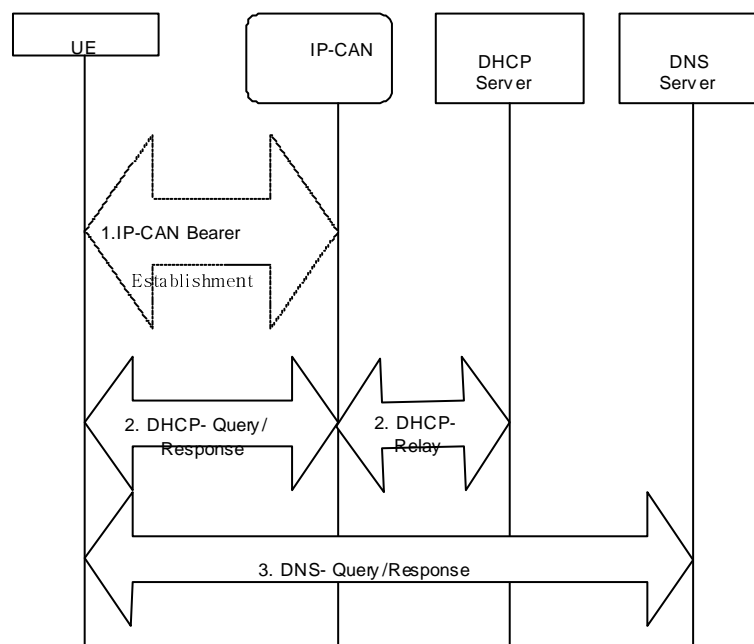 UE
IP-CAN
DHCP
Server
DNS
Server
1.IP-CAN Bearer
Establishment
2. DHCP- Query/
Response
2. DHCP-
Relay
3. DNS- Query/Response